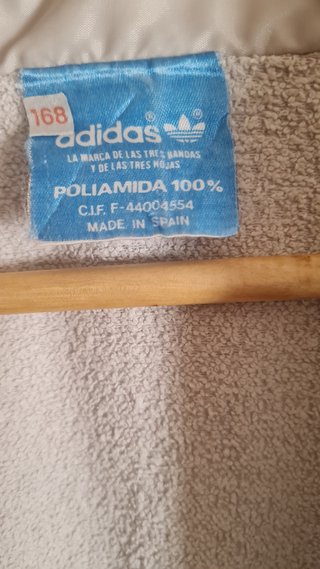 168
adidas®
LA MARCA DE LAS TRES BANDAS
Y DE LAS TRES HOJAS
POLIAMIDA 100%
C.I.F. F-44004554
MADE IN SPAIN